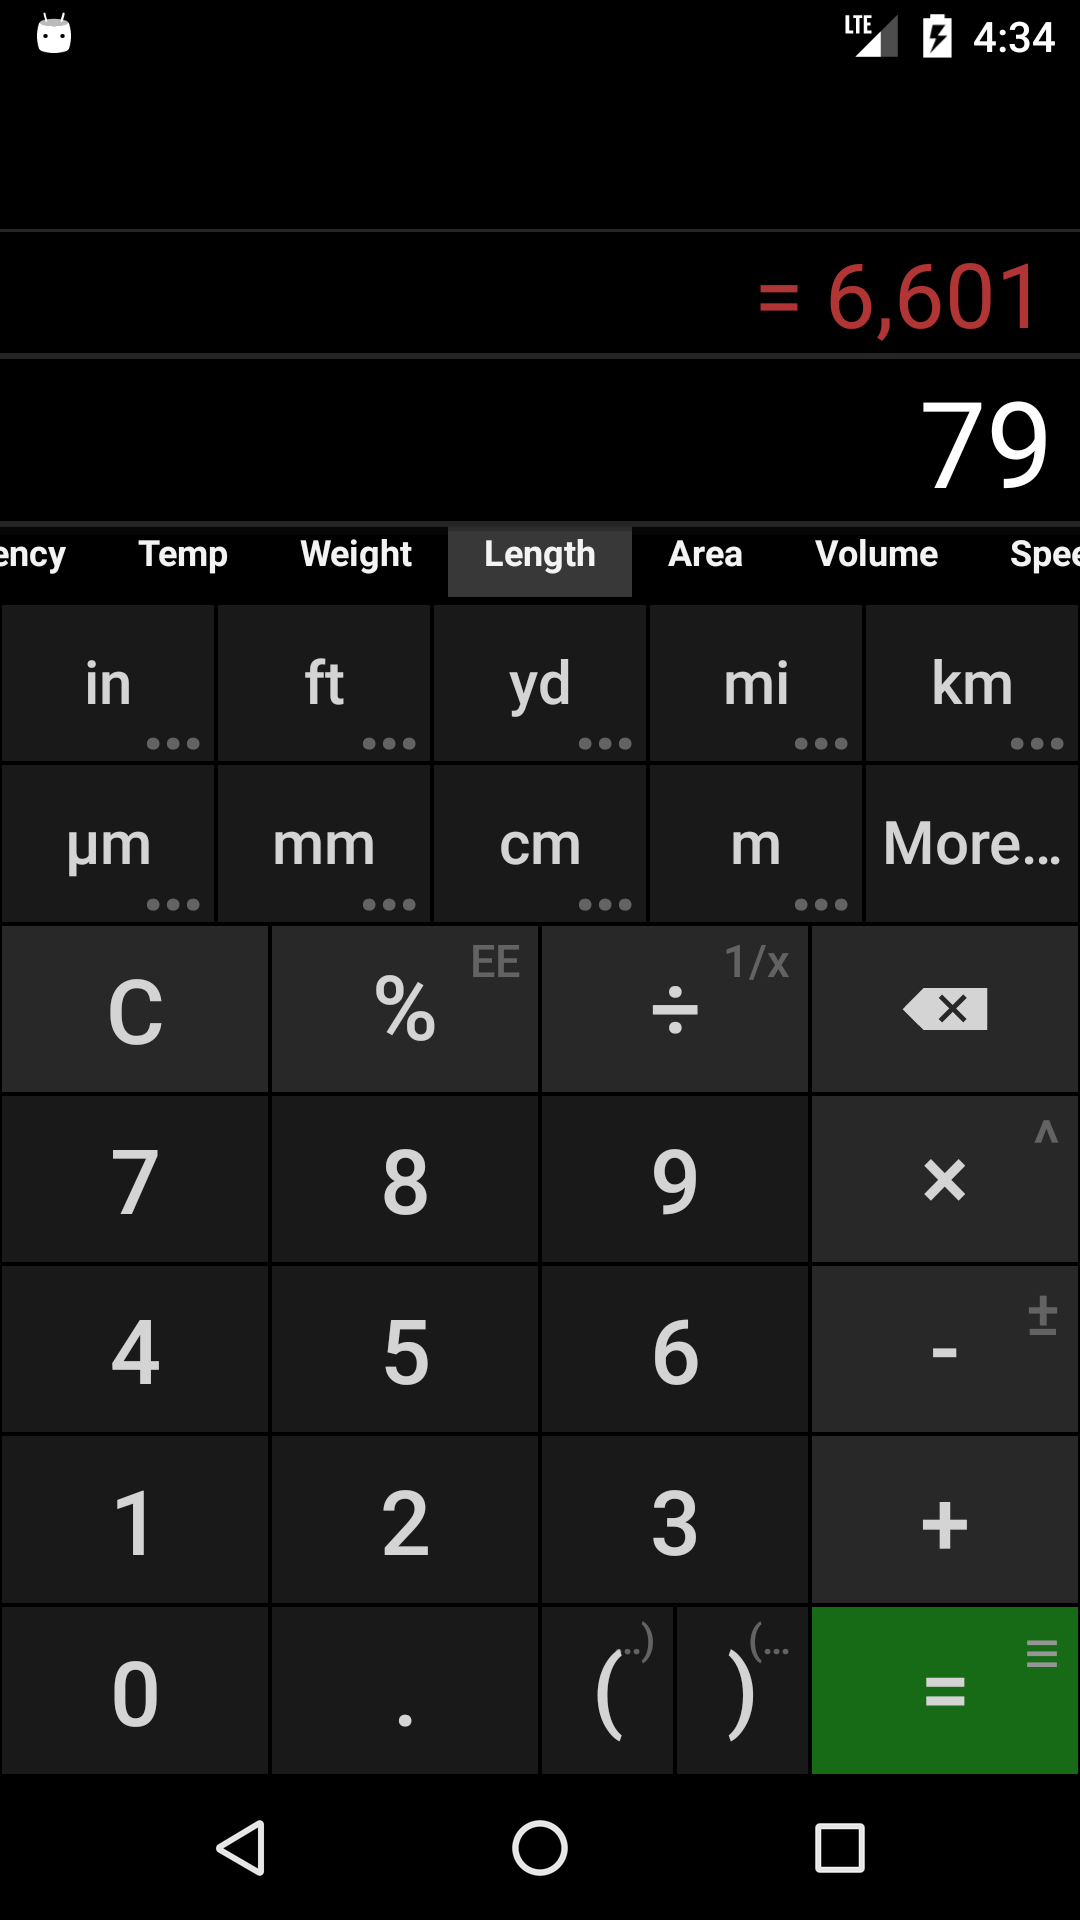 LTE 4:34
= 6,601
79
ency Temp Weight Length Area Volume Spee
in ft yd mi km
µm mm cm m More...
C % EE ÷ 1/x
7 8 9 × ^
4 5 6 - ±
1 2 3 +
0 . ( ..) ) (... =